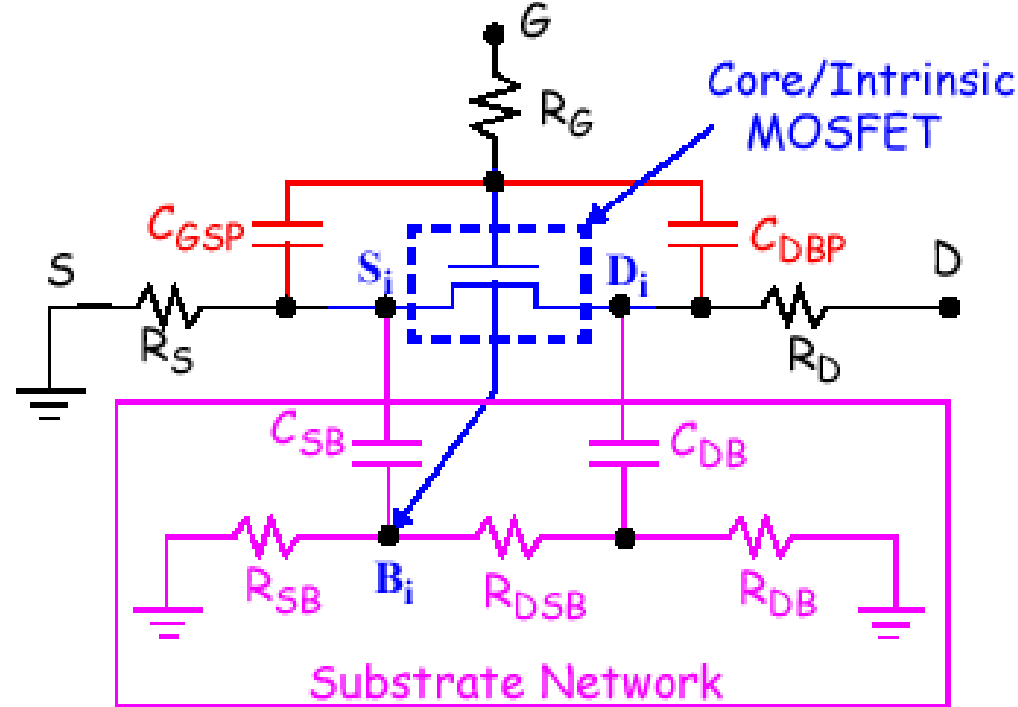 G
R_G
Core/Intrinsic
MOSFET
C_GSP
C_DBP
S
S_i
D_i
D
R_S
R_D
C_SB
C_DB
B_i
R_SB
R_DSB
R_DB
Substrate Network